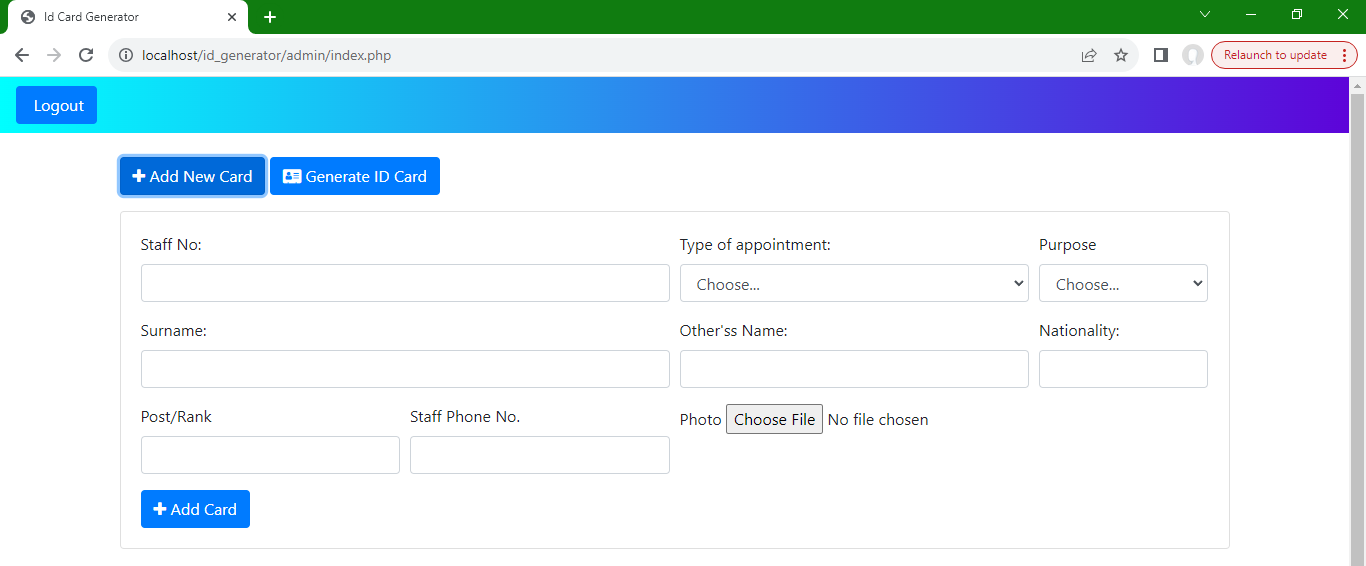 Id Card Generator
localhost/id_generator/admin/index.php
Relaunch to update
Logout
Add New Card
Generate ID Card
Staff No:
Type of appointment:
Purpose
Choose...
Choose...
Surname:
Other'ss Name:
Nationality:
Post/Rank
Staff Phone No.
Photo Choose File No file chosen
Add Card